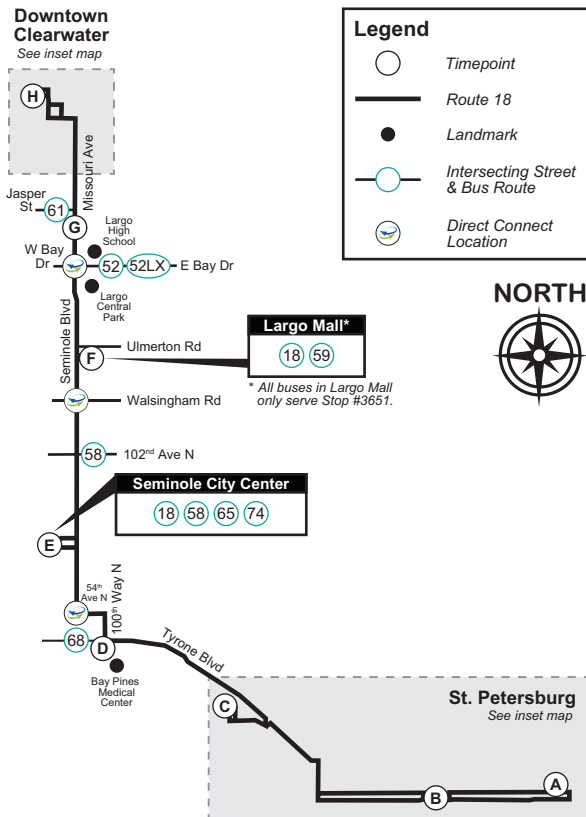 Downtown
Clearwater
See inset map
H
Missouri Ave
Jasper
St
61
G
Largo
High
School
W Bay
Dr
52
52LX
E Bay Dr
Largo
Central
Park
Seminole Blvd
Ulmerton Rd
F
Largo Mall*
18 59
* All buses in Largo Mall
only serve Stop #3651.
Walsingham Rd
58
102nd Ave N
Seminole City Center
18 58 65 74
E
54th
Ave N
100th Way N
68
D
Bay Pines
Medical
Center
Tyrone Blvd
St. Petersburg
See inset map
C
B
A
Legend
Timepoint
Route 18
Landmark
Intersecting Street
& Bus Route
Direct Connect
Location
NORTH